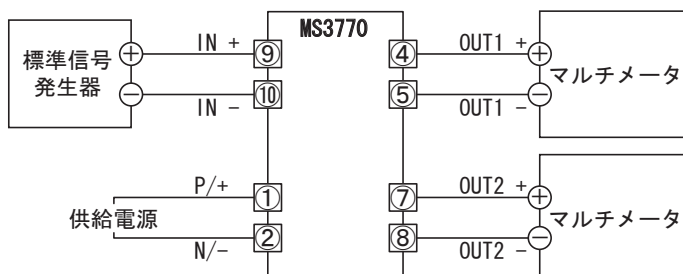 MS3770
標準信号
発生器
+
−
IN +
IN −
⑨
⑩
④
⑤
OUT1 +
OUT1 −
+
−
マルチメータ
供給電源
P/+
N/−
①
②
⑦
⑧
OUT2 +
OUT2 −
+
−
マルチメータ